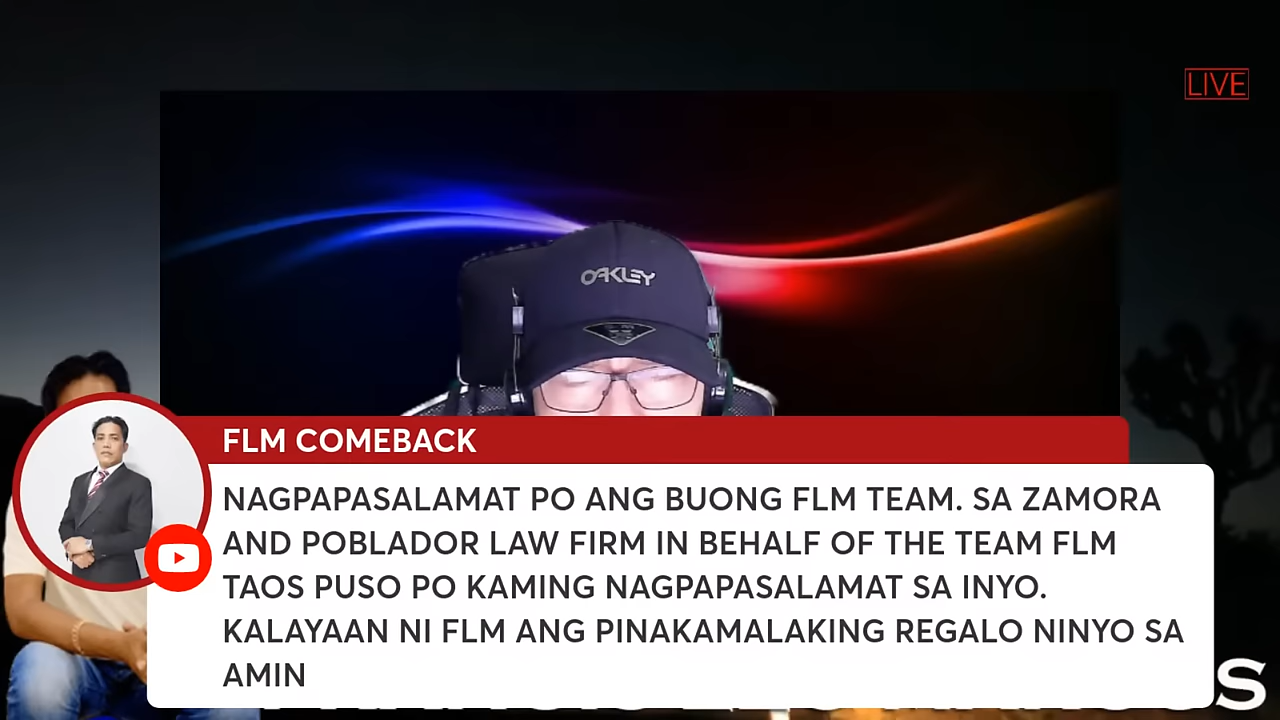 LIVE
OAKLEY
FLM COMEBACK
NAGPAPASALAMAT PO ANG BUONG FLM TEAM. SA ZAMORA
AND POBLADOR LAW FIRM IN BEHALF OF THE TEAM FLM
TAOS PUSO PO KAMING NAGPAPASALAMAT SA INYO.
KALAYAAN NI FLM ANG PINAKAMALAKING REGALO NINYO SA
AMIN